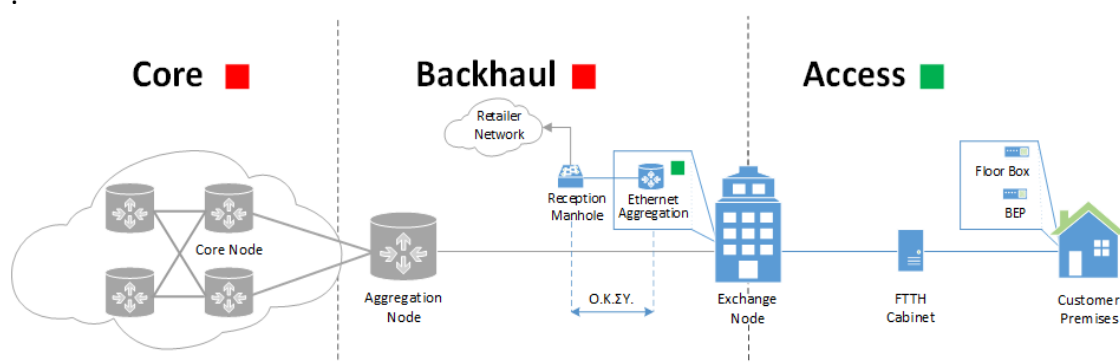 .
Core
Backhaul
Access
Retailer
Network
Reception
Manhole
Ethernet
Aggregation
Floor Box
BEP
Core Node
Aggregation
Node
Ο.Κ.ΣΥ.
Exchange
Node
FTTH
Cabinet
Customer
Premises